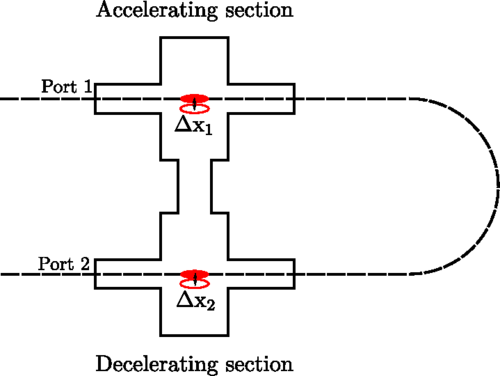 Accelerating section
Port 1
Δx₁
Port 2
Δx₂
Decelerating section